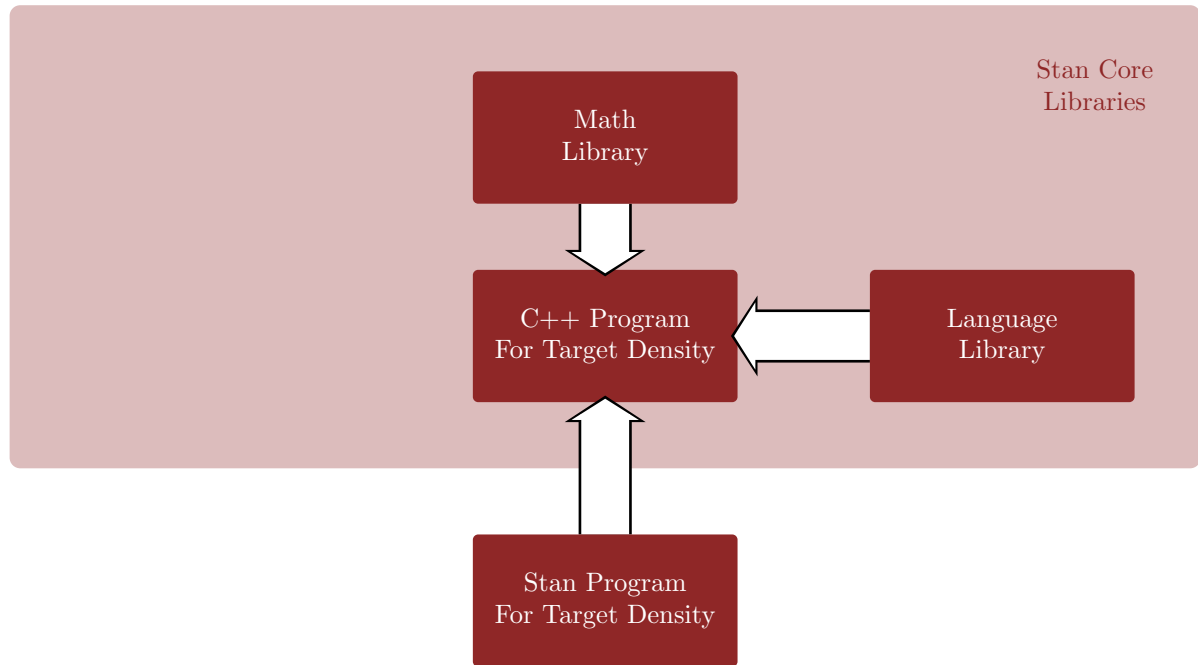 Stan Core
Libraries
Math
Library
C++ Program
For Target Density
Language
Library
Stan Program
For Target Density